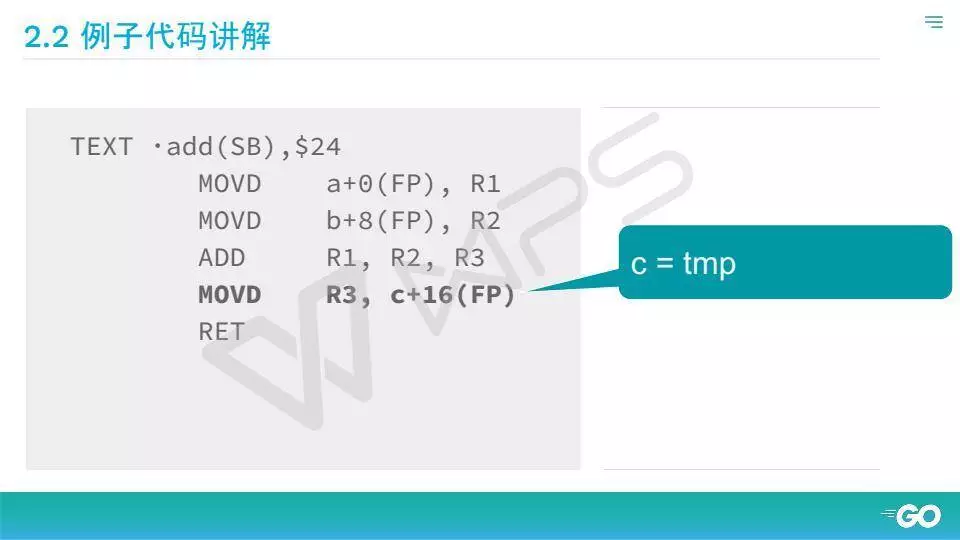 2.2 例子代码讲解
TEXT ·add(SB),$24
MOVD a+0(FP), R1
MOVD b+8(FP), R2
ADD R1, R2, R3
MOVD R3, c+16(FP)
RET
c = tmp
WPS
GO